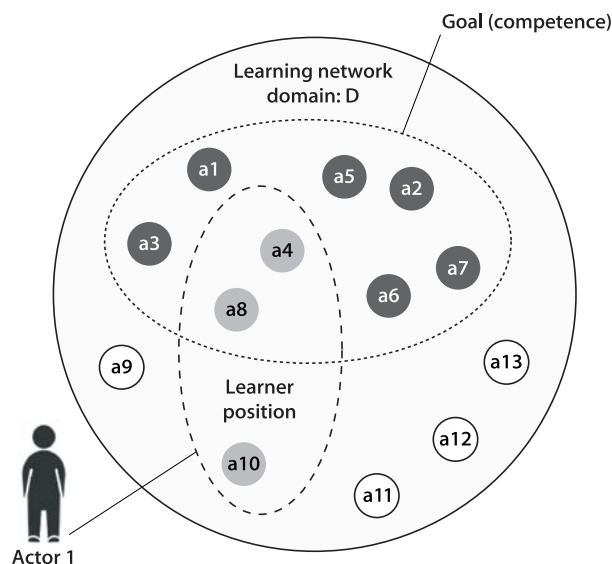 Goal (competence)
Learning network
domain: D
a1
a5
a2
a3
a4
a7
a6
a8
a9
a13
Learner
position
a12
a10
a11
Actor 1